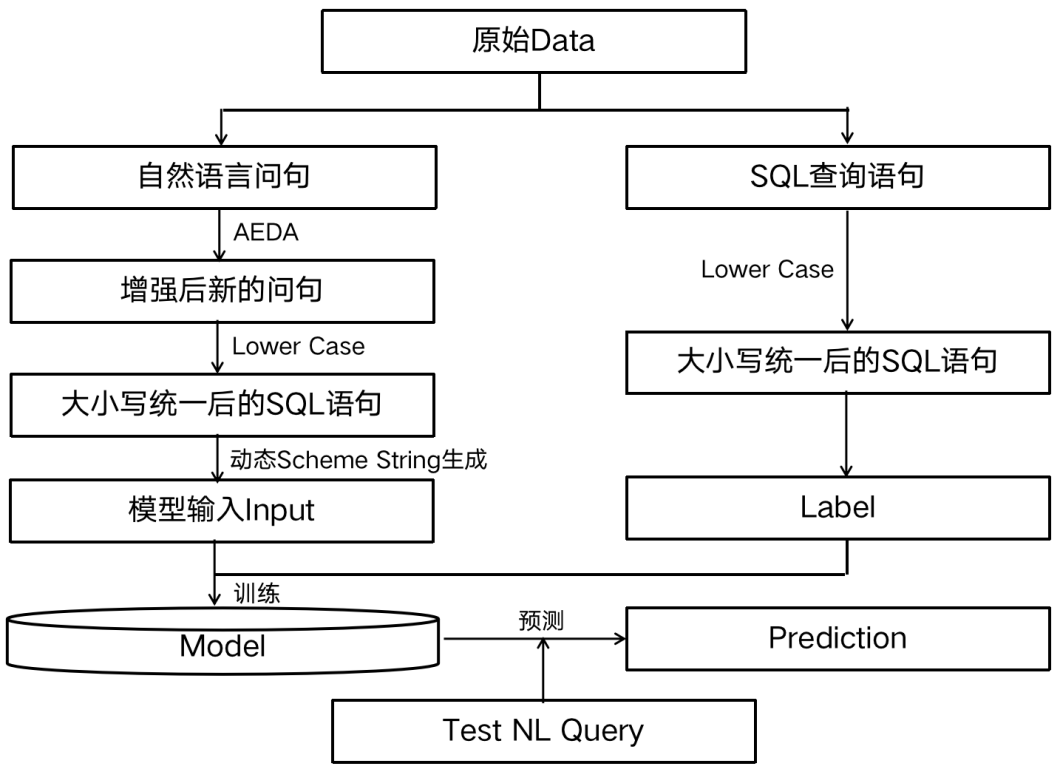 原始Data
自然语言问句
SQL查询语句
AEDA
Lower Case
增强后新的问句
Lower Case
大小写统一后的SQL语句
大小写统一后的SQL语句
动态Scheme String生成
模型输入Input
Label
训练
预测
Model
Prediction
Test NL Query